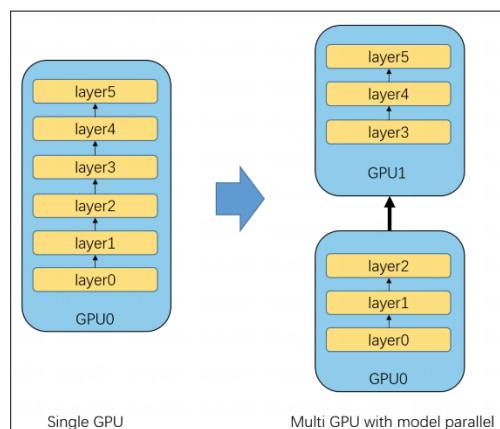 layer5
layer4
layer3
layer2
layer1
layer0
GPU0
Single GPU
layer5
layer4
layer3
GPU1
layer2
layer1
layer0
GPU0
Multi GPU with model parallel